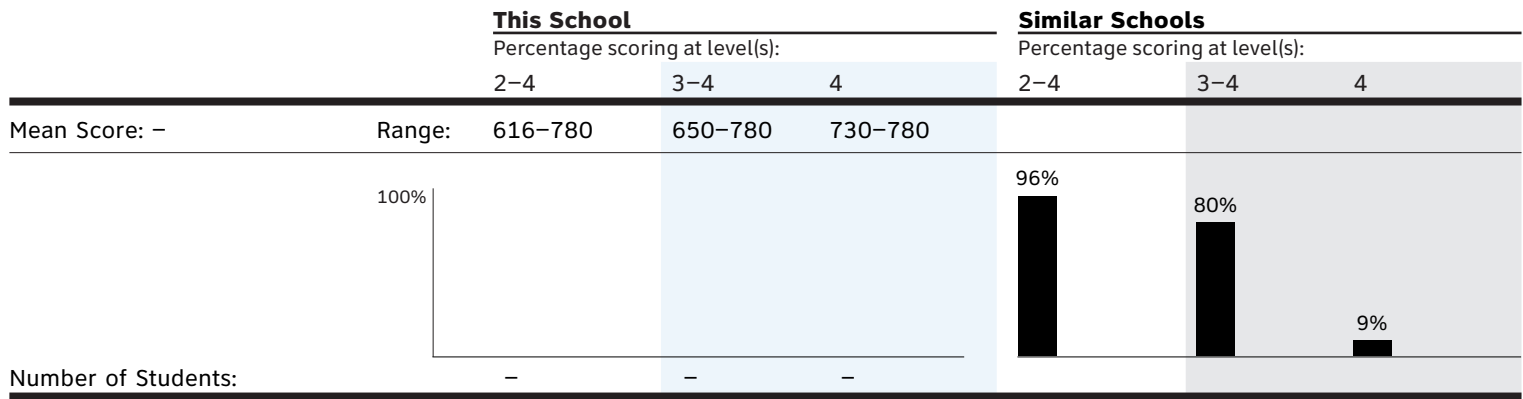 This School Similar Schools
Percentage scoring at level(s): Percentage scoring at level(s):
2–4 3–4 4 2–4 3–4 4
Mean Score: – Range: 616–780 650–780 730–780
96%
100% 80%
9%
Number of Students: – – –